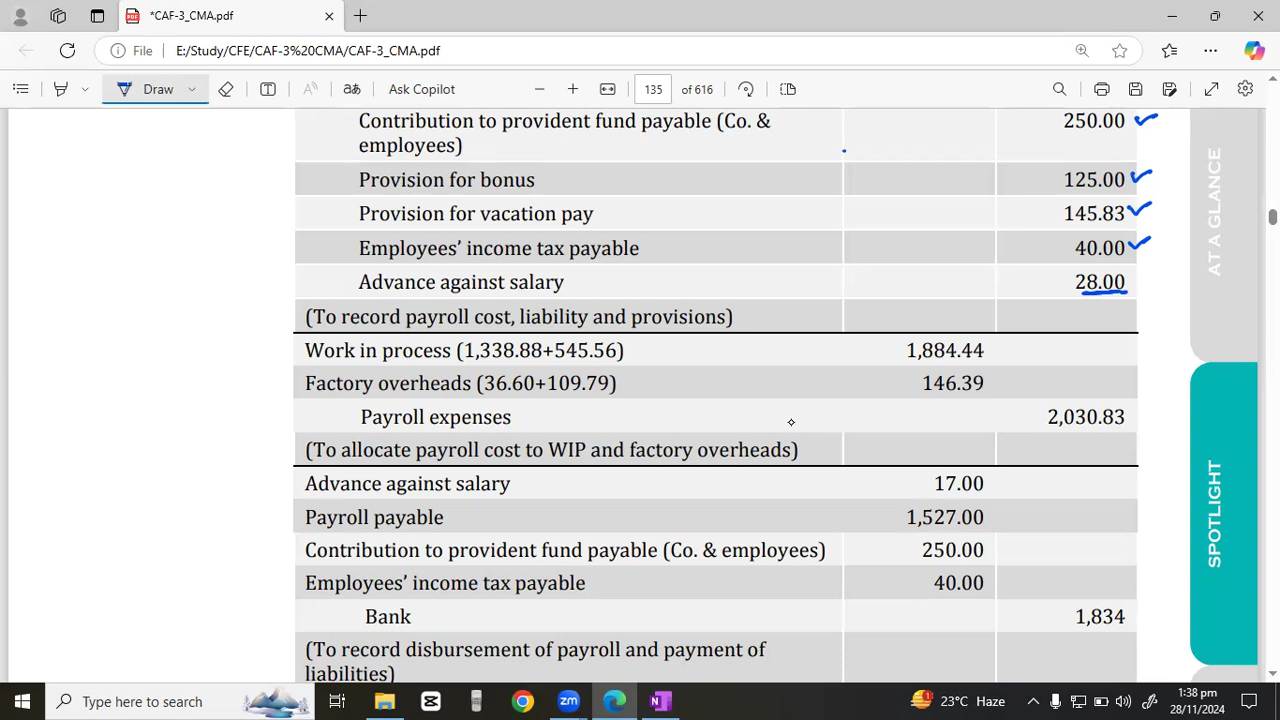 *CAF-3_CMA.pdf
File
E:/Study/CFE/CAF-3%20CMA/CAF-3_CMA.pdf
Draw
Ask Copilot
135 of 616
Contribution to provident fund payable (Co. & employees) 250.00
Provision for bonus 125.00
Provision for vacation pay 145.83
Employees’ income tax payable 40.00
Advance against salary 28.00
(To record payroll cost, liability and provisions)
Work in process (1,338.88+545.56) 1,884.44
Factory overheads (36.60+109.79) 146.39
Payroll expenses 2,030.83
(To allocate payroll cost to WIP and factory overheads)
Advance against salary 17.00
Payroll payable 1,527.00
Contribution to provident fund payable (Co. & employees) 250.00
Employees’ income tax payable 40.00
Bank 1,834
(To record disbursement of payroll and payment of
liabilities)
AT A GLANCE
SPOTLIGHT
Type here to search
zm
N
1
23°C Haze
1:38 pm
28/11/2024